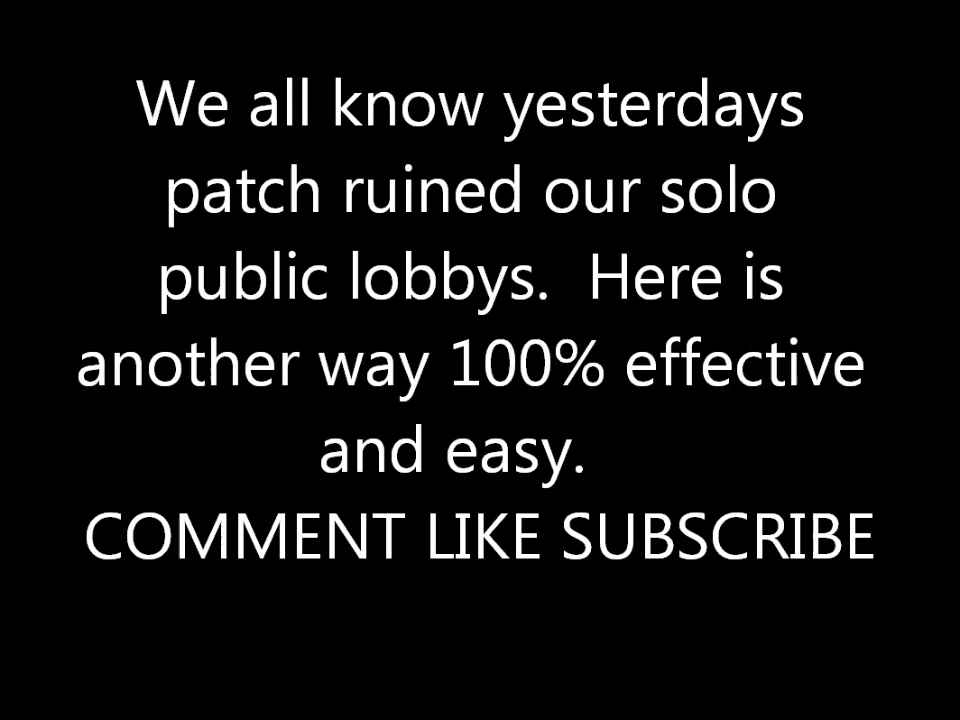 We all know yesterdays
patch ruined our solo
public lobbys.  Here is
another way 100% effective
and easy.
COMMENT LIKE SUBSCRIBE